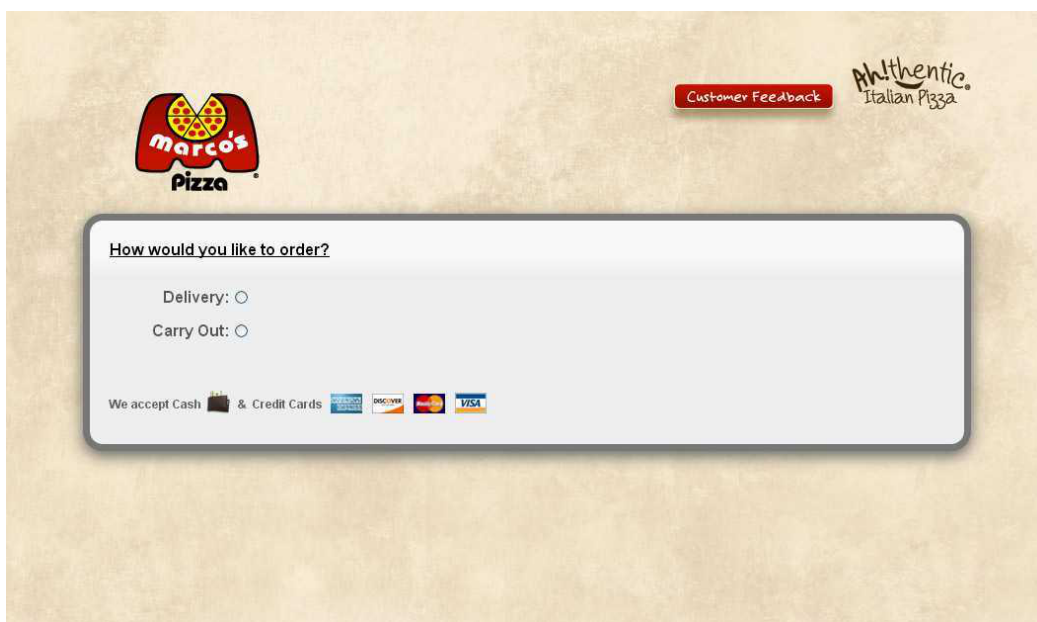 Ah!thentic®
Italian Pizza
Customer Feedback
marco's
Pizza®
How would you like to order?
Delivery:
Carry Out:
We accept Cash & Credit Cards
DISCOVER
MasterCard
VISA